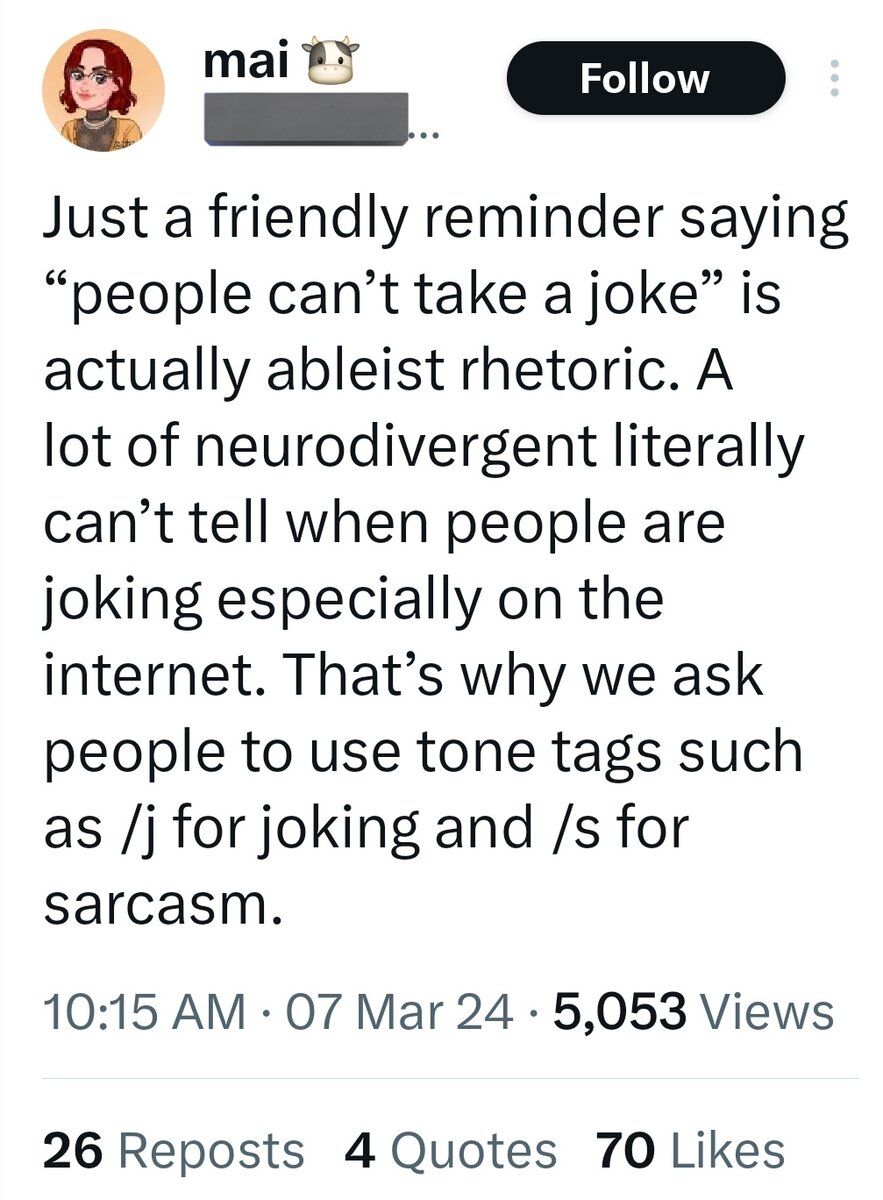 mai 🐮
Follow
...
Just a friendly reminder saying
“people can’t take a joke” is
actually ableist rhetoric. A
lot of neurodivergent literally
can’t tell when people are
joking especially on the
internet. That’s why we ask
people to use tone tags such
as /j for joking and /s for
sarcasm.
10:15 AM · 07 Mar 24 · 5,053 Views
26 Reposts 4 Quotes 70 Likes